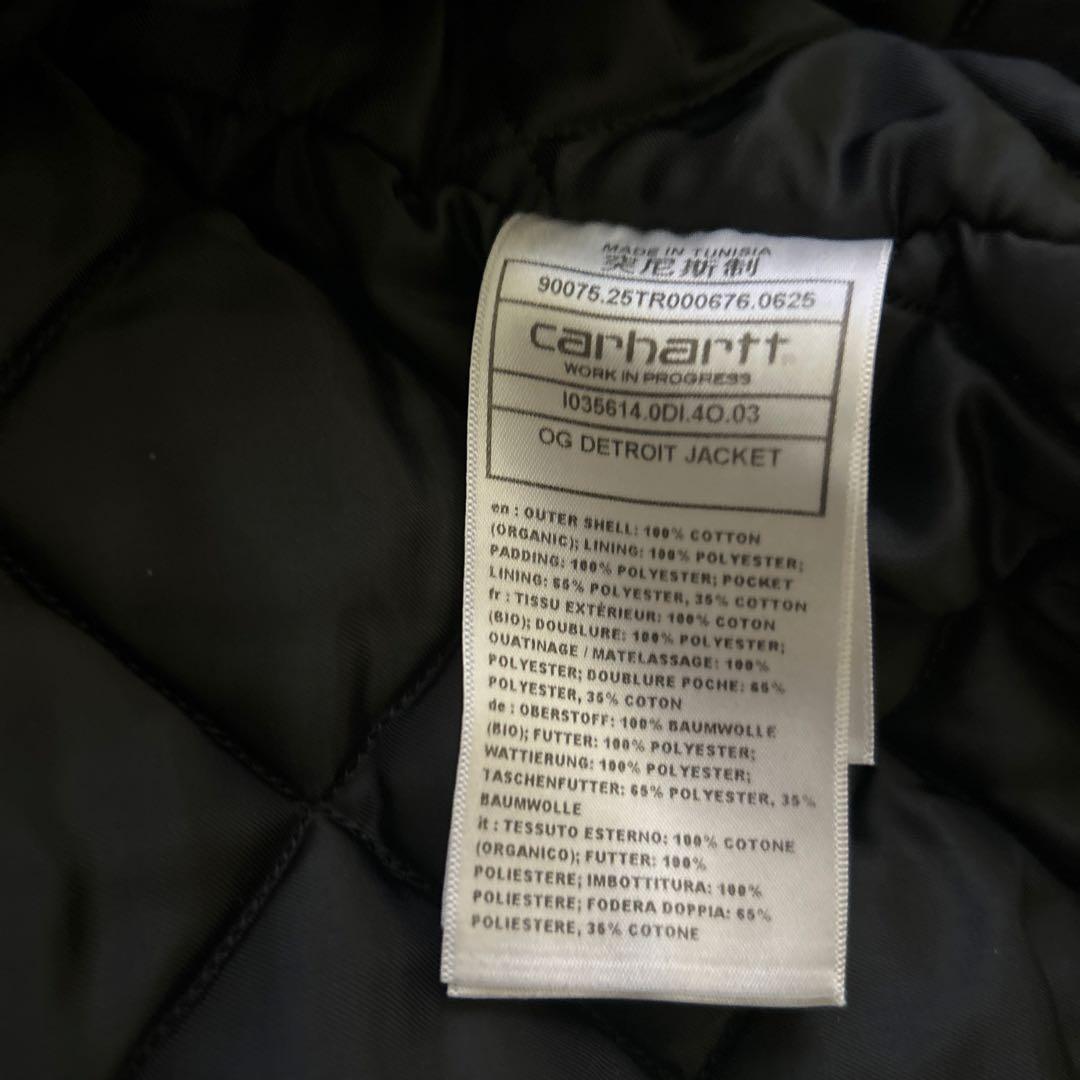 MADE IN TUNISIA
突尼斯制
90075.25TR000676.0625
carhartt
WORK IN PROGRESS
I035614.0DI.4O.03
OG DETROIT JACKET
en : OUTER SHELL: 100% COTTON
(ORGANIC); LINING: 100% POLYESTER;
PADDING: 100% POLYESTER; POCKET
LINING: 65% POLYESTER, 35% COTTON
fr : TISSU EXTÉRIEUR: 100% COTON
(BIO); DOUBLURE: 100% POLYESTER;
OUATINAGE / MATELASSAGE: 100%
POLYESTER; DOUBLURE POCHE: 65%
POLYESTER, 35% COTON
de : OBERSTOFF: 100% BAUMWOLLE
(BIO); FUTTER: 100% POLYESTER;
WATTIERUNG: 100% POLYESTER;
TASCHENFUTTER: 65% POLYESTER, 35%
BAUMWOLLE
it : TESSUTO ESTERNO: 100% COTONE
(ORGANICO); FUTTER: 100%
POLIESTERE; IMBOTTITURA: 100%
POLIESTERE; FODERA DOPPIA: 65%
POLIESTERE, 35% COTONE